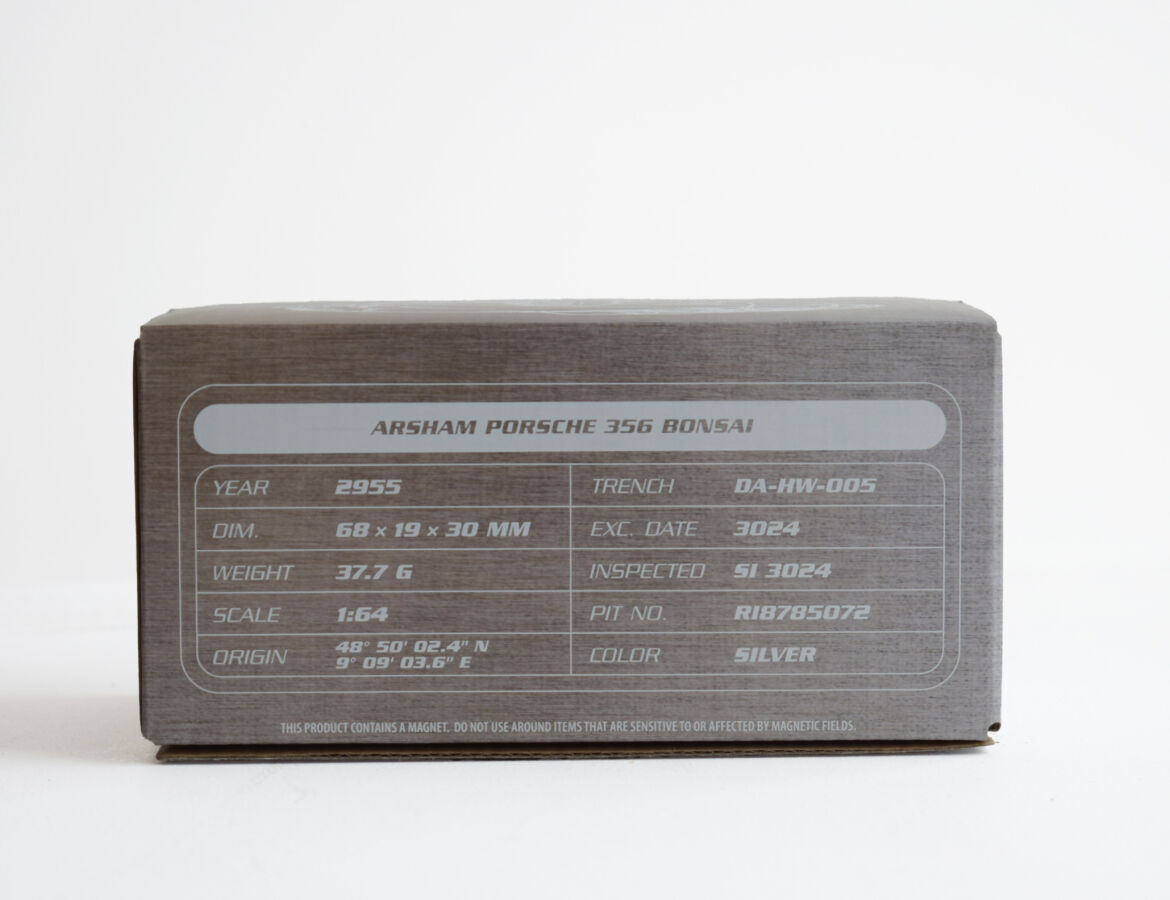 ARSHAM PORSCHE 356 BONSAI
YEAR 2955
DIM. 68 × 19 × 30 MM
WEIGHT 37.7 G
SCALE 1:64
ORIGIN 48° 50' 02.4" N
9° 09' 03.6" E
TRENCH DA-HW-005
EXC. DATE 3024
INSPECTED SI 3024
PIT NO. RI8785072
COLOR SILVER
THIS PRODUCT CONTAINS A MAGNET. DO NOT USE AROUND ITEMS THAT ARE SENSITIVE TO OR AFFECTED BY MAGNETIC FIELDS.